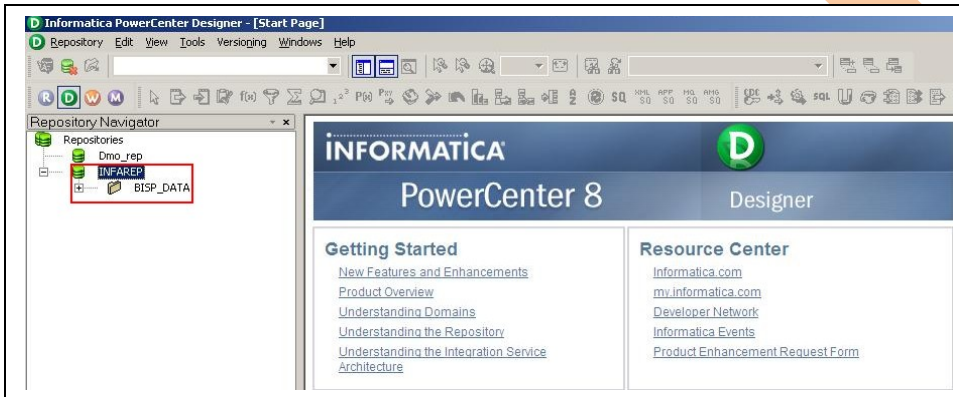 Informatica PowerCenter Designer - [Start Page]
Repository Edit View Tools Versioning Windows Help
Repository Navigator
Repositories
Dmo_rep
INFAREP
BISP_DATA
INFORMATICA
PowerCenter 8
Designer
Getting Started
New Features and Enhancements
Product Overview
Understanding Domains
Understanding the Repository
Understanding the Integration Service
Architecture
Resource Center
Informatica.com
my.informatica.com
Developer Network
Informatica Events
Product Enhancement Request Form